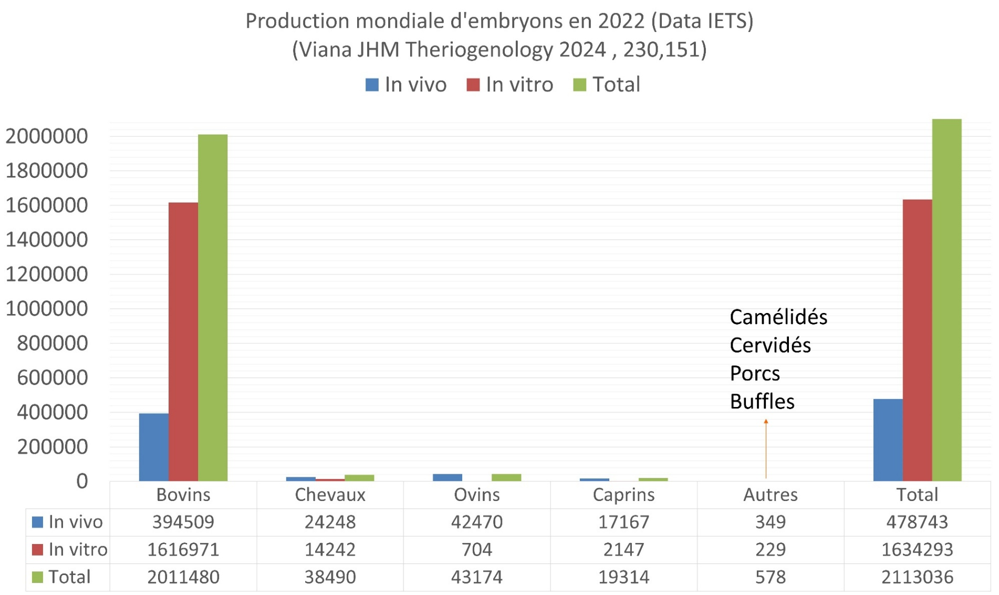 Production mondiale d'embryons en 2022 (Data IETS)
(Viana JHM Theriogenology 2024 , 230,151)
In vivo In vitro Total
2000000
1800000
1600000
1400000
1200000
1000000
800000
600000
400000
200000
0
Camélidés
Cervidés
Porcs
Buffles
Bovins Chevaux Ovins Caprins Autres Total
In vivo 394509 24248 42470 17167 349 478743
In vitro 1616971 14242 704 2147 229 1634293
Total 2011480 38490 43174 19314 578 2113036